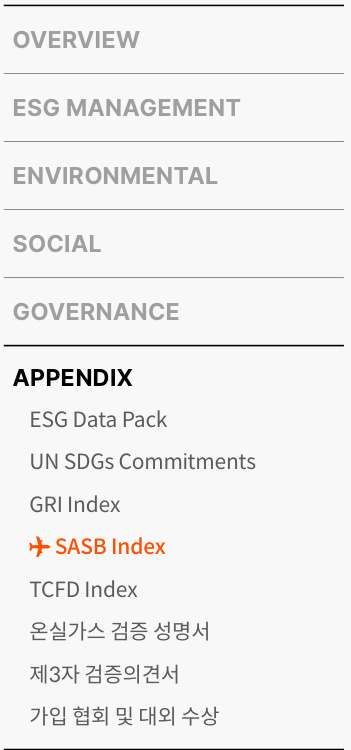 OVERVIEW
ESG MANAGEMENT
ENVIRONMENTAL
SOCIAL
GOVERNANCE
APPENDIX
ESG Data Pack
UN SDGs Commitments
GRI Index
SASB Index
TCFD Index
온실가스 검증 성명서
제3자 검증의견서
가입 협회 및 대외 수상